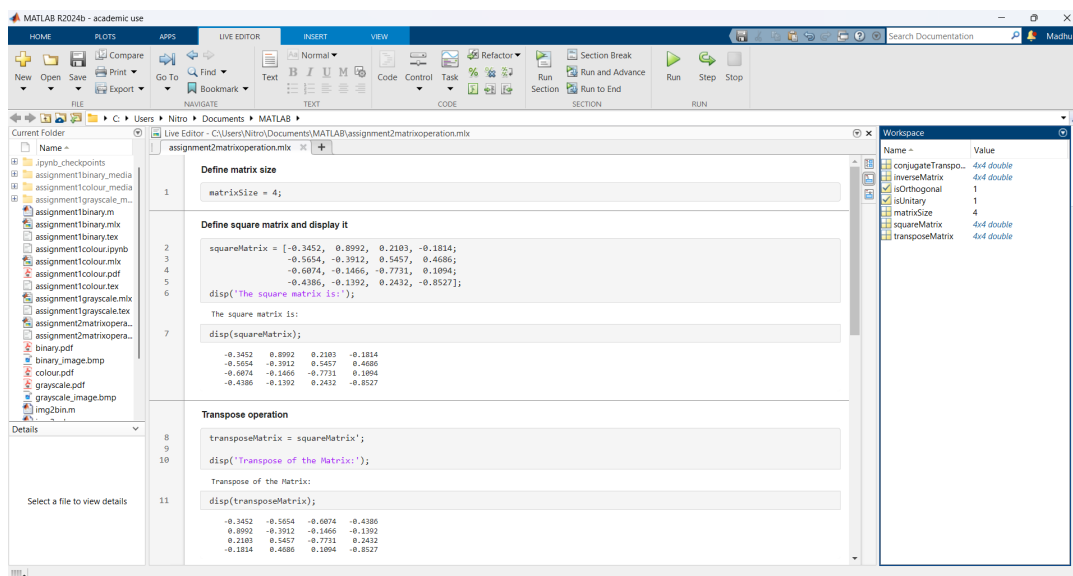 MATLAB R2024b - academic use
HOME PLOTS APPS LIVE EDITOR INSERT VIEW Search Documentation Madhu
New Open Save Compare Print Export
FILE
Go To Find Bookmark
NAVIGATE
Text Normal
B I U M
TEXT
Code Control Task Refactor
CODE
Run Section Section Break Run and Advance Run to End
SECTION
Run Step Stop
RUN
C: Users Nitro Documents MATLAB
Current Folder
Name
.ipynb_checkpoints
assignment1binary_media
assignment1colour_media
assignment1grayscale_m...
assignment1binary.m
assignment1binary.mlx
assignment1binary.tex
assignment1colour.ipynb
assignment1colour.mlx
assignment1colour.pdf
assignment1colour.tex
assignment1grayscale.mlx
assignment1grayscale.tex
assignment2matrixopera...
assignment2matrixopera...
binary.pdf
binary_image.bmp
colour.pdf
grayscale.pdf
grayscale_image.bmp
img2bin.m
Details
Select a file to view details
Live Editor - C:\Users\Nitro\Documents\MATLAB\assignment2matrixoperation.mlx
assignment2matrixoperation.mlx
Define matrix size
1 matrixSize = 4;
Define square matrix and display it
2 squareMatrix = [-0.3452, 0.8992, 0.2103, -0.1814;
3 -0.5654, -0.3912, 0.5457, 0.4686;
4 -0.6074, -0.1466, -0.7731, 0.1094;
5 -0.4386, -0.1392, 0.2432, -0.8527];
6 disp('The square matrix is:');
The square matrix is:
7 disp(squareMatrix);
-0.3452 0.8992 0.2103 -0.1814
-0.5654 -0.3912 0.5457 0.4686
-0.6074 -0.1466 -0.7731 0.1094
-0.4386 -0.1392 0.2432 -0.8527
Transpose operation
8 transposeMatrix = squareMatrix';
9
10 disp('Transpose of the Matrix:');
Transpose of the Matrix:
11 disp(transposeMatrix);
-0.3452 -0.5654 -0.6074 -0.4386
0.8992 -0.3912 -0.1466 -0.1392
0.2103 0.5457 -0.7731 0.2432
-0.1814 0.4686 0.1094 -0.8527
Workspace
Name Value
conjugateTranspo... 4x4 double
inverseMatrix 4x4 double
isOrthogonal 1
isUnitary 1
matrixSize 4
squareMatrix 4x4 double
transposeMatrix 4x4 double